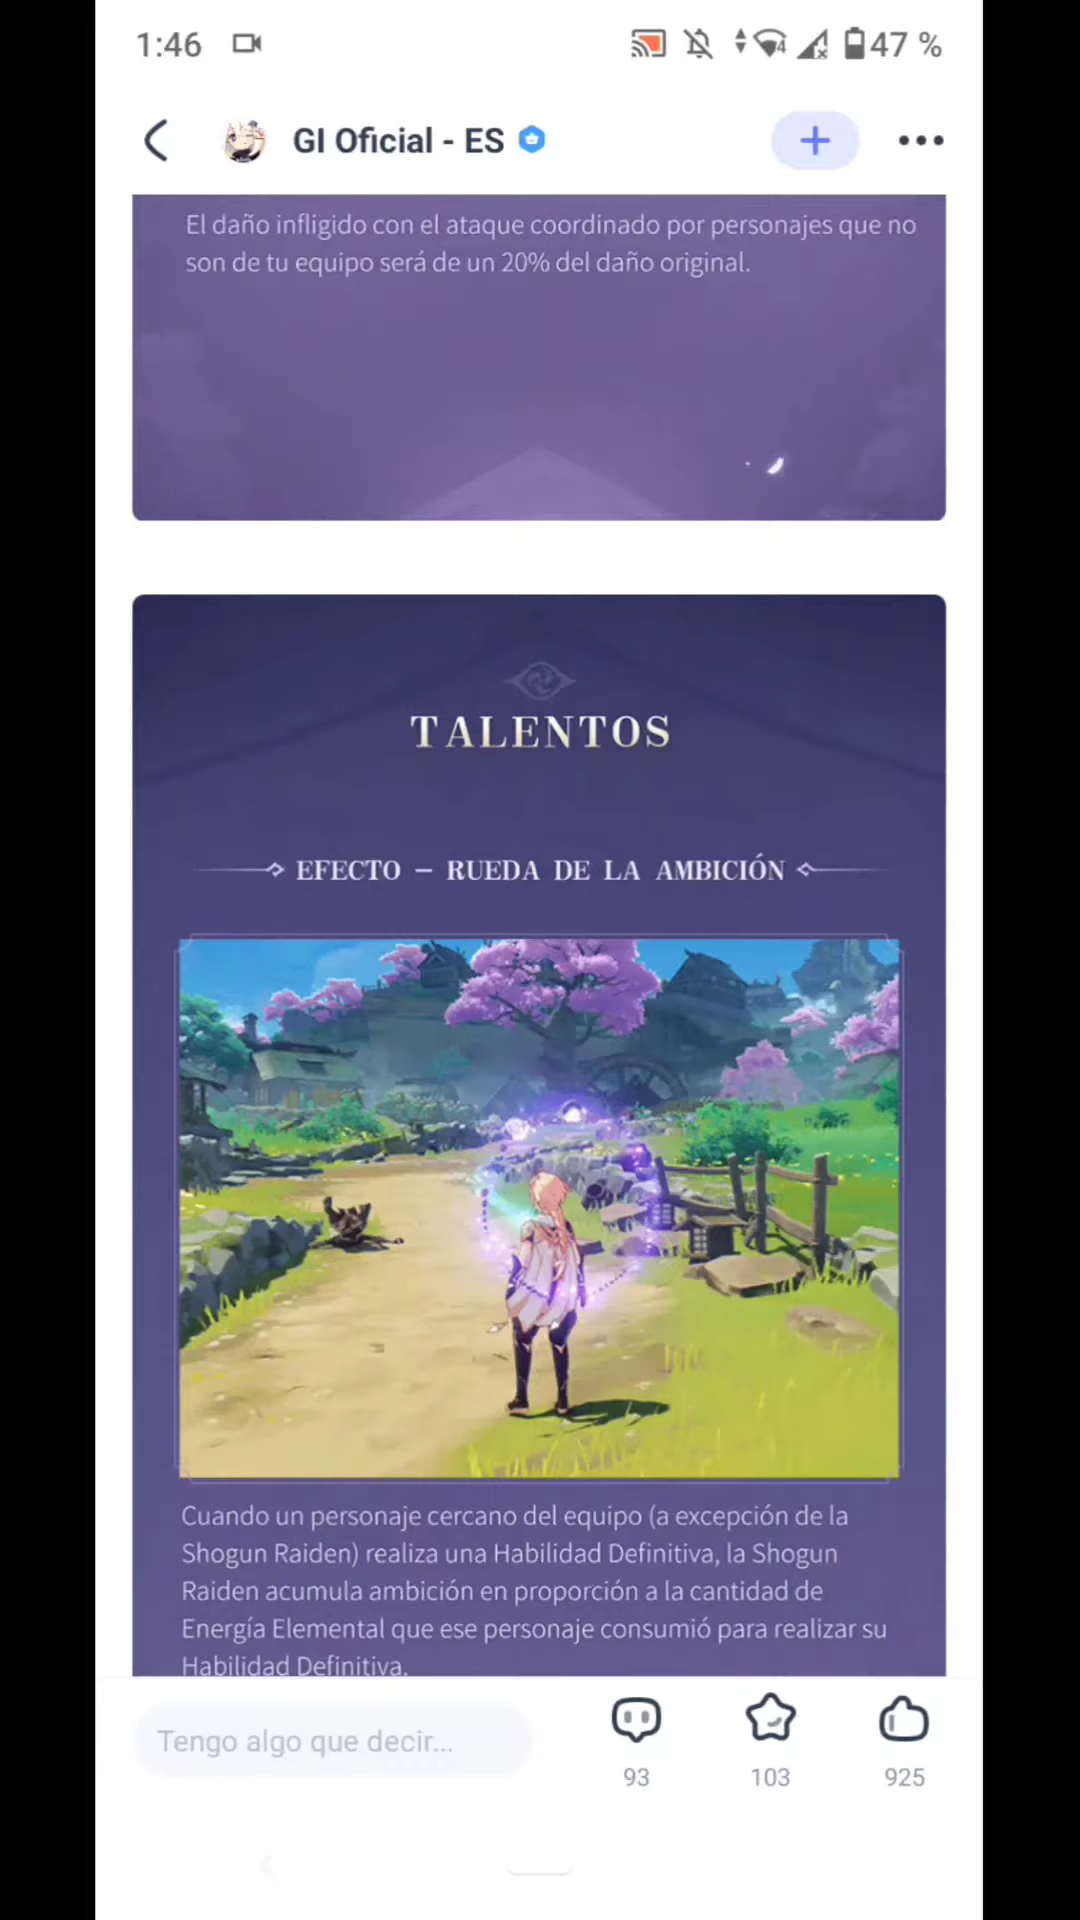 1:46
47 %
GI Oficial - ES
El daño infligido con el ataque coordinado por personajes que no
son de tu equipo será de un 20% del daño original.
TALENTOS
EFECTO – RUEDA DE LA AMBICIÓN
Cuando un personaje cercano del equipo (a excepción de la
Shogun Raiden) realiza una Habilidad Definitiva, la Shogun
Raiden acumula ambición en proporción a la cantidad de
Energía Elemental que ese personaje consumió para realizar su
Habilidad Definitiva.
Tengo algo que decir...
93
103
925